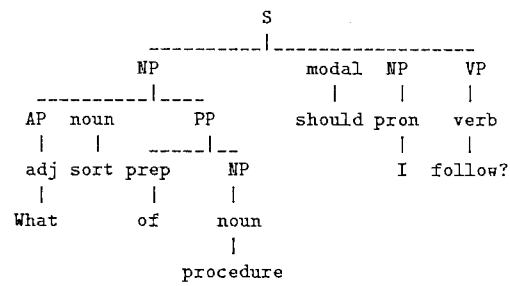 S
NP modal NP VP
AP noun PP should pron verb
adj sort prep NP I follow?
What of noun
procedure